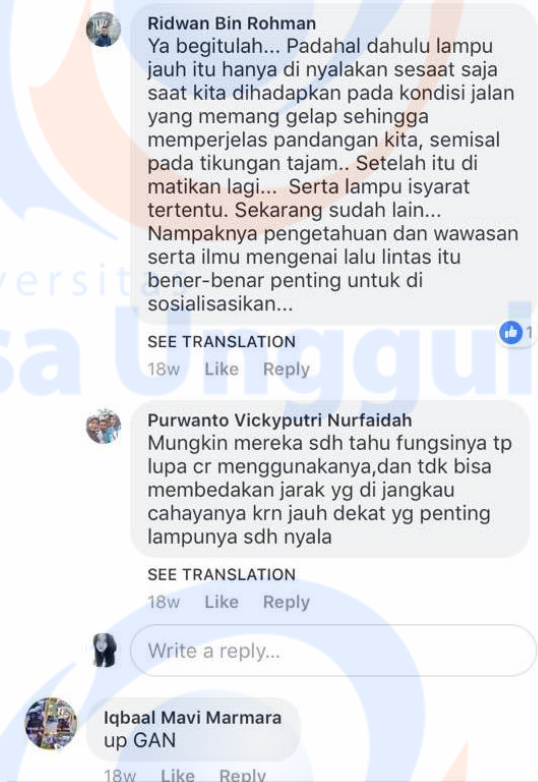 Ridwan Bin Rohman
Ya begitulah... Padahal dahulu lampu
jauh itu hanya di nyalakan sesaat saja
saat kita dihadapkan pada kondisi jalan
yang memang gelap sehingga
memperjelas pandangan kita, semisal
pada tikungan tajam.. Setelah itu di
matikan lagi... Serta lampu isyarat
tertentu. Sekarang sudah lain...
Nampaknya pengetahuan dan wawasan
serta ilmu mengenai lalu lintas itu
bener-benar penting untuk di
sosialisasikan...
1
SEE TRANSLATION
18w Like Reply
Purwanto Vickyputri Nurfaidah
Mungkin mereka sdh tahu fungsinya tp
lupa cr menggunakanya,dan tdk bisa
membedakan jarak yg di jangkau
cahayanya krn jauh dekat yg penting
lampunya sdh nyala
SEE TRANSLATION
18w Like Reply
Write a reply...
Iqbaal Mavi Marmara
up GAN
18w Like Reply
versitas
sa Unggul